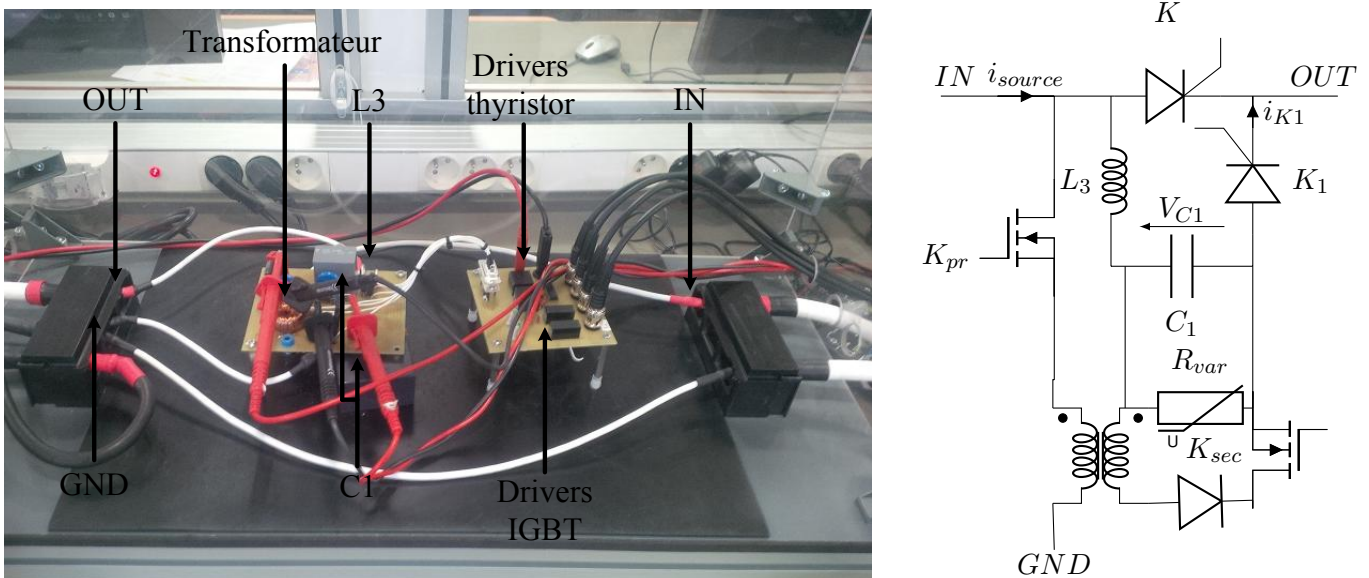 Transformateur
OUT
L3
Drivers
thyristor
IN
GND
C1
Drivers
IGBT
K
IN
i_source
OUT
i_K1
L_3
K_1
V_C1
K_pr
C_1
R_var
U
K_sec
GND